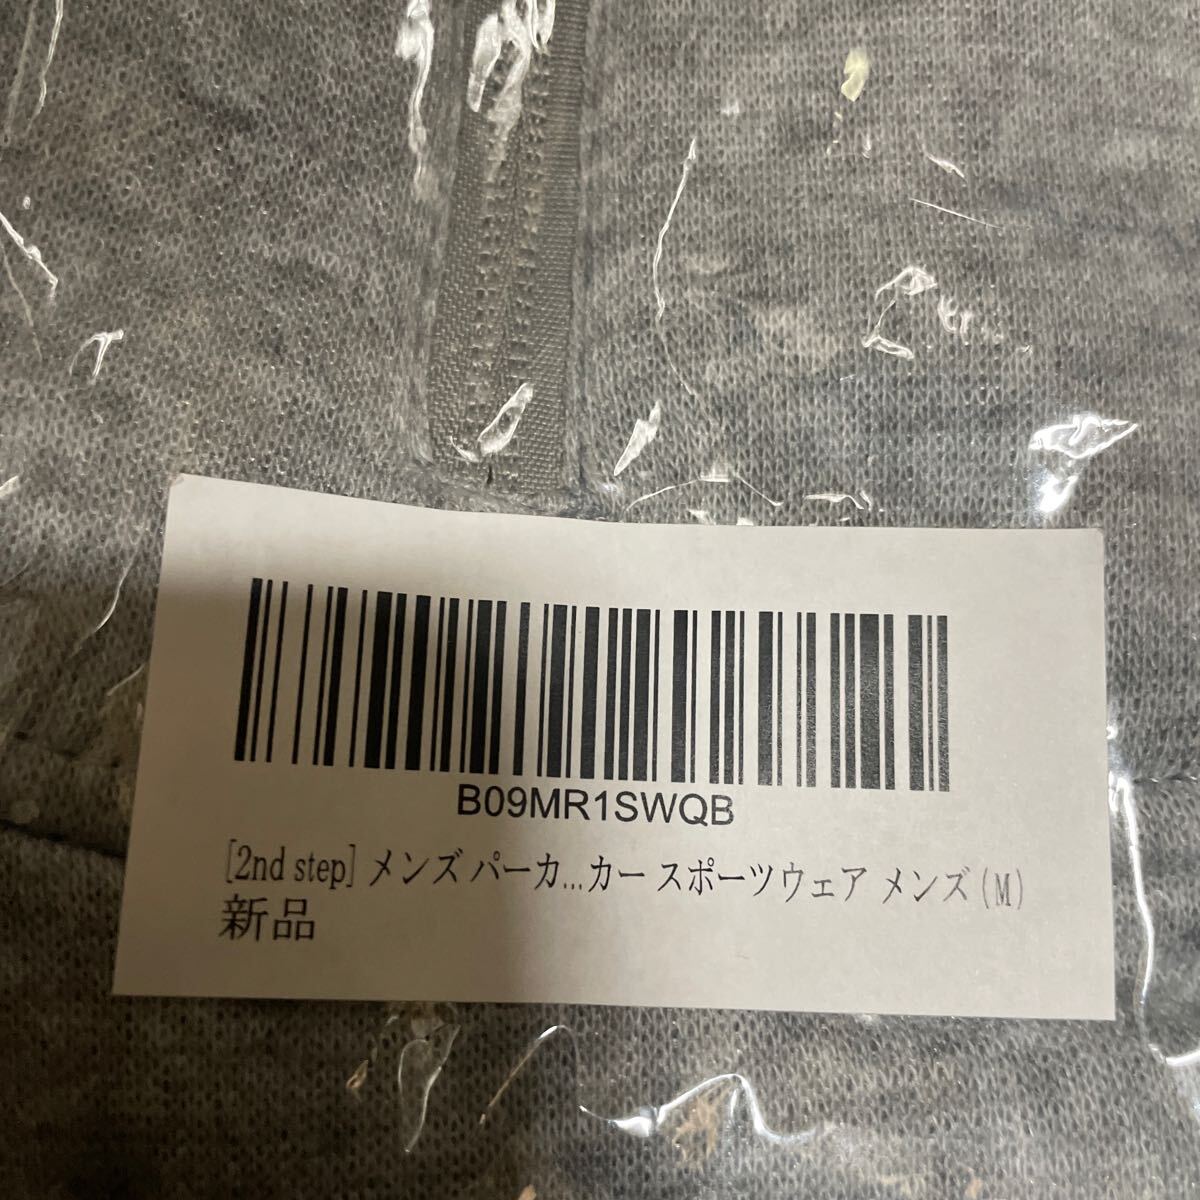 B09MR1SWQB
[2nd step] メンズ パーカ...カー スポーツウェア メンズ (M)
新品